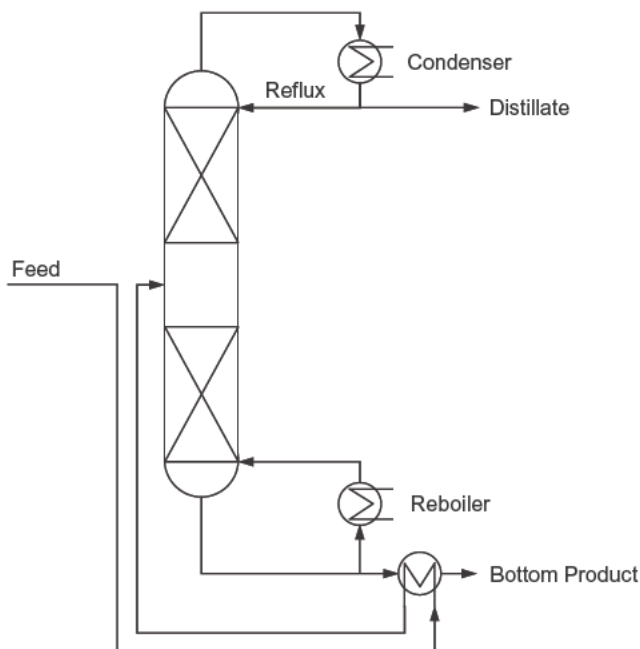 Condenser
Reflux
Distillate
Feed
Reboiler
Bottom Product